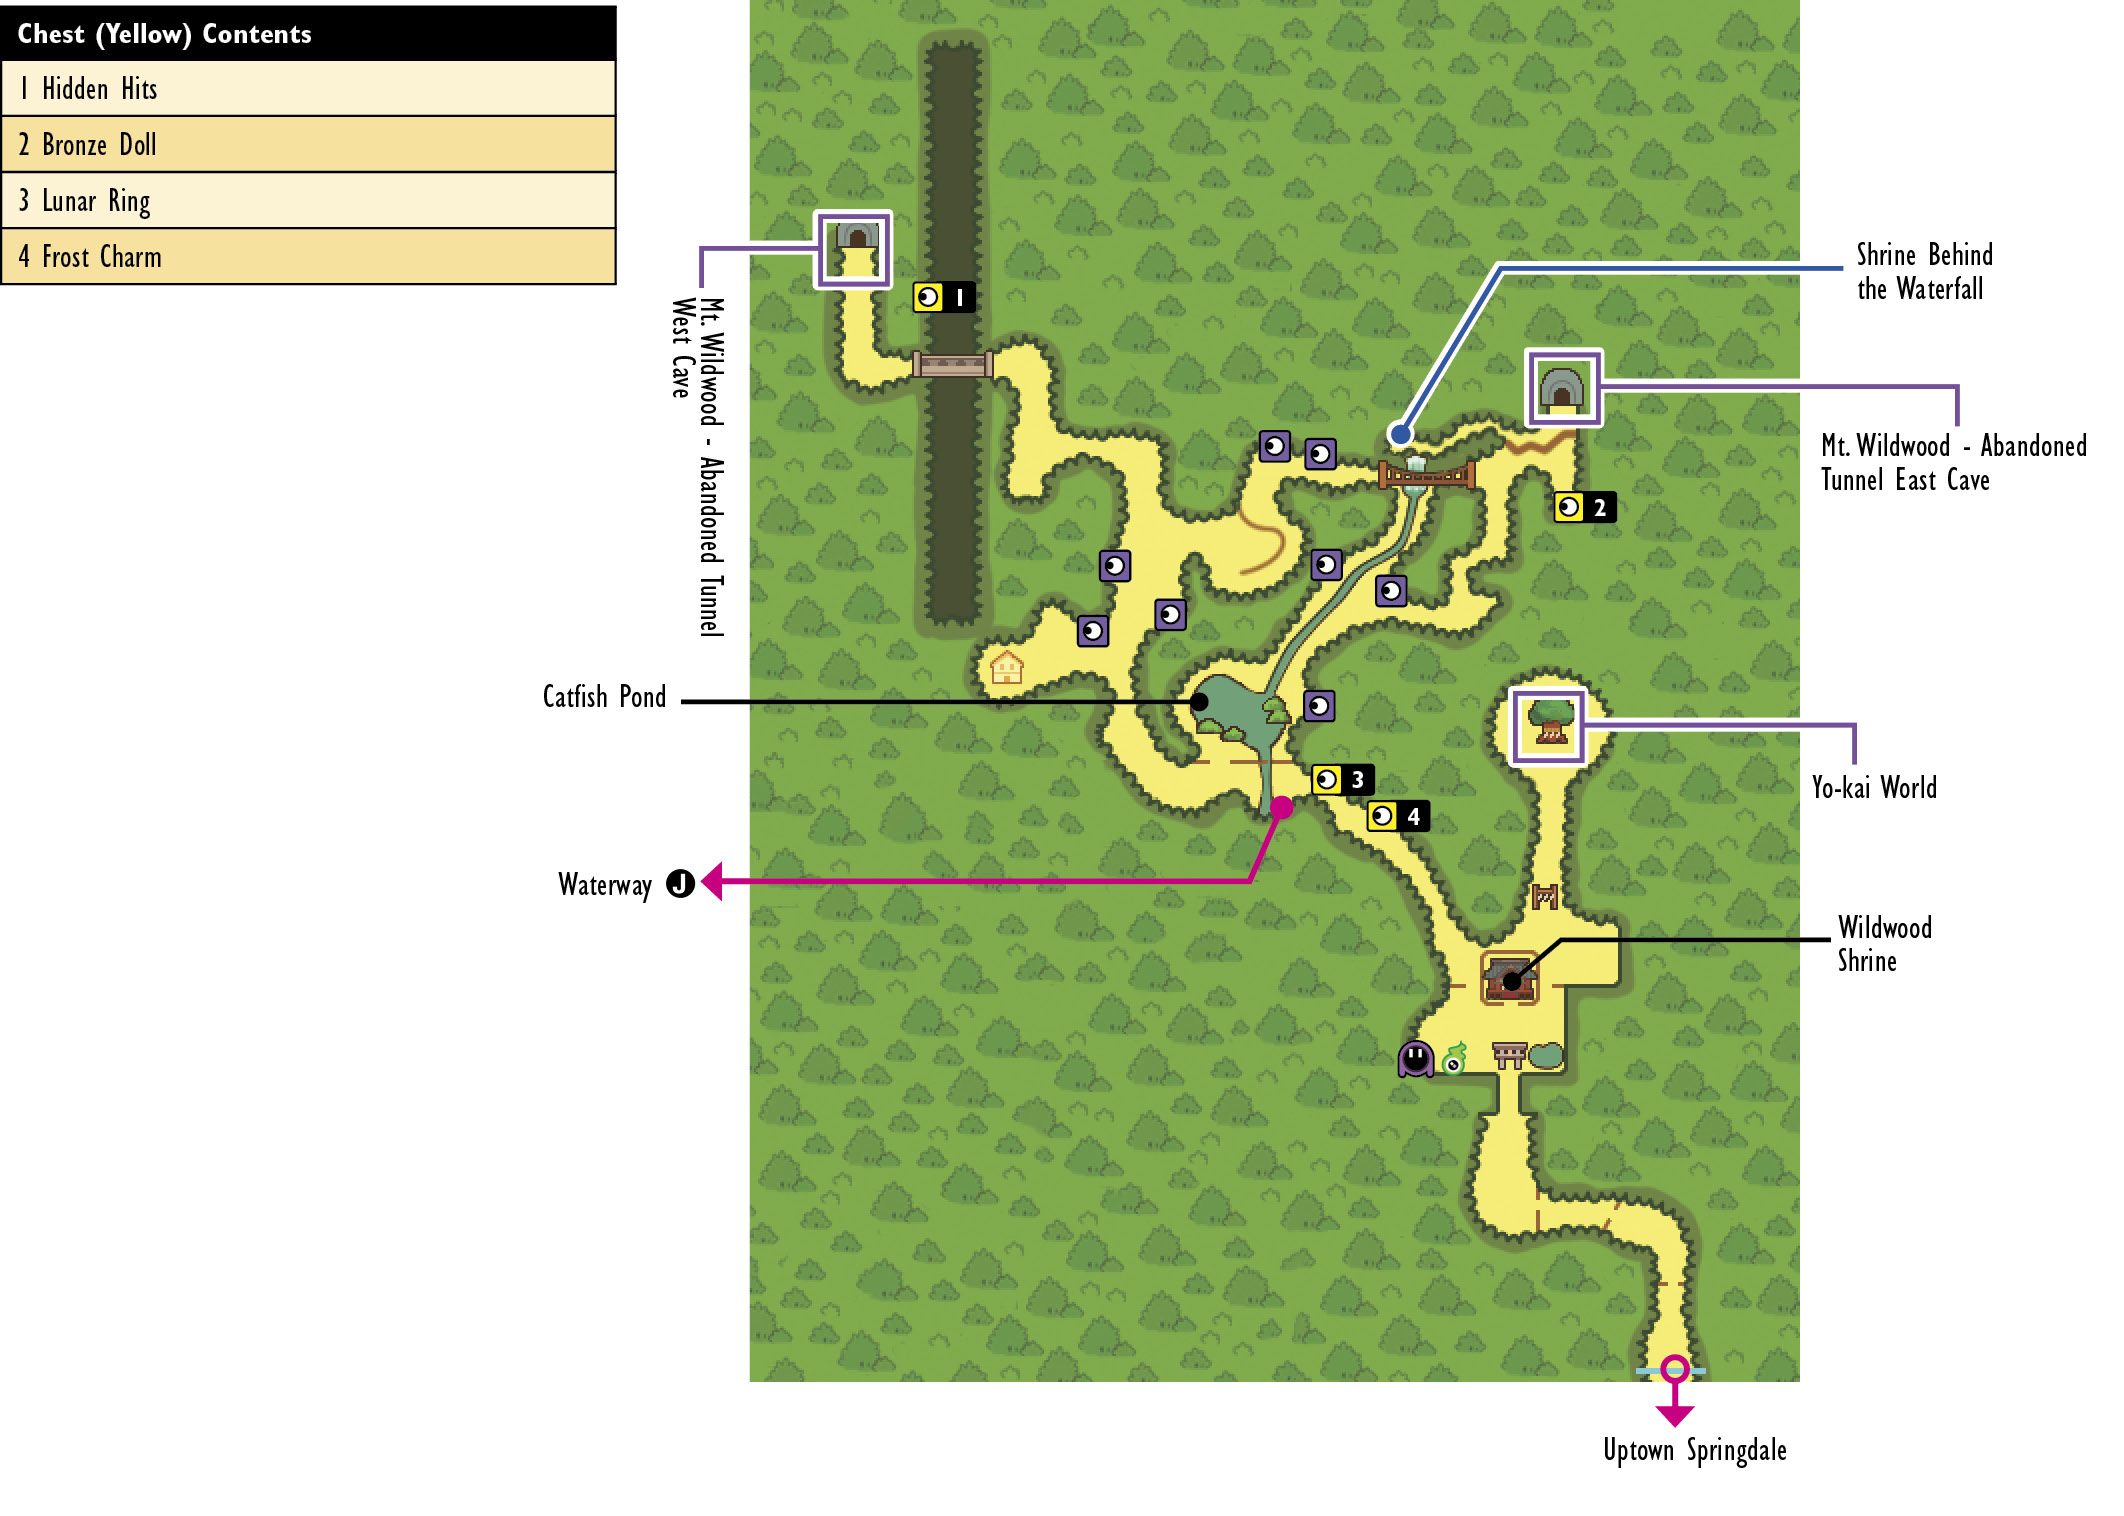 Chest (Yellow) Contents
1 Hidden Hits
2 Bronze Doll
3 Lunar Ring
4 Frost Charm
Shrine Behind
the Waterfall
1
Mt. Wildwood - Abandoned Tunnel
West Cave
Mt. Wildwood - Abandoned
Tunnel East Cave
2
Catfish Pond
3
Yo-kai World
4
Waterway J
Wildwood
Shrine
Uptown Springdale